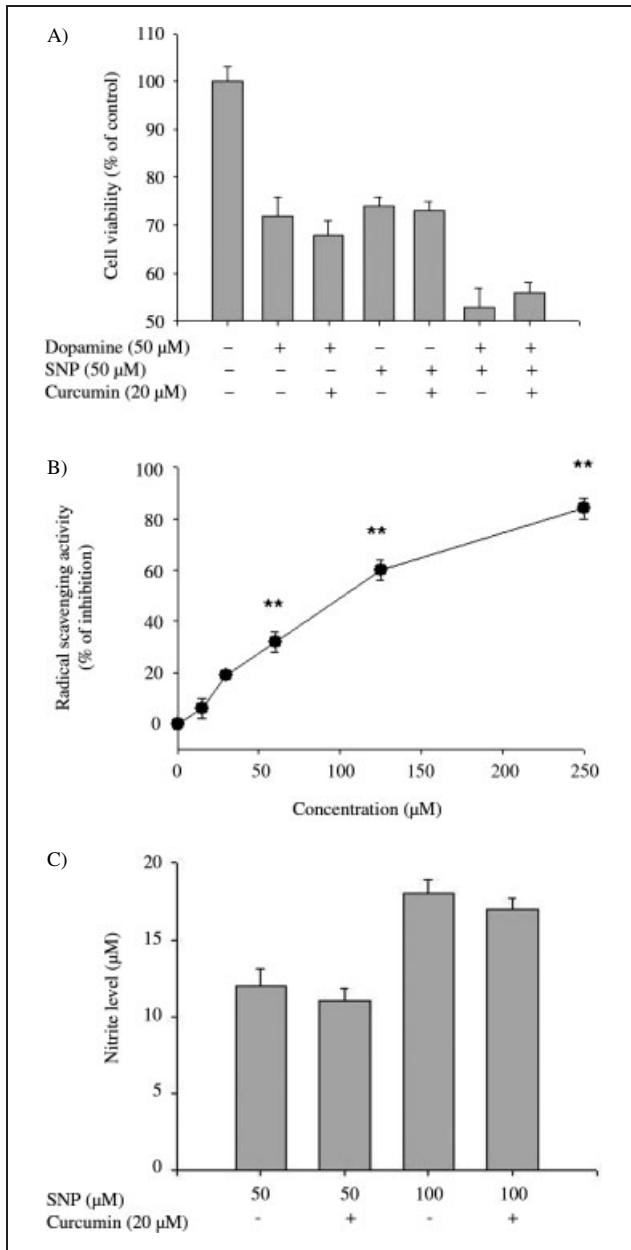 A)
Cell viability (% of control)
110
100
90
80
70
60
50
Dopamine (50 μM) – + + – – + +
SNP (50 μM) – – – + + + +
Curcumin (20 μM) – – + – + – +
B)
Radical scavenging activity
(% of inhibition)
100
80
60
40
20
0
** ** **
0 50 100 150 200 250
Concentration (μM)
C)
Nitrite level (μM)
20
15
10
5
0
SNP (μM) 50 50 100 100
Curcumin (20 μM) - + - +